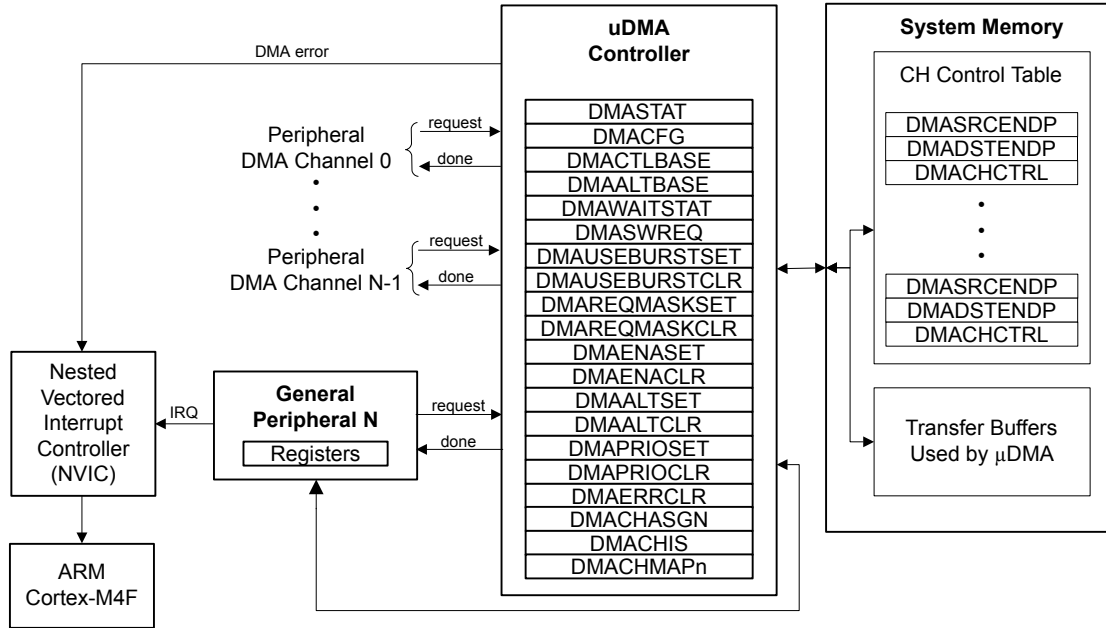 uDMA
Controller
DMASTAT
DMACFG
DMACTLBASE
DMAALTBASE
DMAWAITSTAT
DMASWREQ
DMAUSEBURSTSET
DMAUSEBURSTCLR
DMAREQMASKSET
DMAREQMASKCLR
DMAENASET
DMAENACLR
DMAALTSET
DMAALTCLR
DMAPRIOSET
DMAPRIOCLR
DMAERRCLR
DMACHASGN
DMACHIS
DMACHMAPn
DMA error
Peripheral
DMA Channel 0
request
done
•
•
•
Peripheral
DMA Channel N-1
request
done
Nested
Vectored
Interrupt
Controller
(NVIC)
IRQ
General
Peripheral N
Registers
request
done
ARM
Cortex-M4F
System Memory
CH Control Table
DMASRCENDP
DMADSTENDP
DMACHCTRL
•
•
•
DMASRCENDP
DMADSTENDP
DMACHCTRL
Transfer Buffers
Used by μDMA